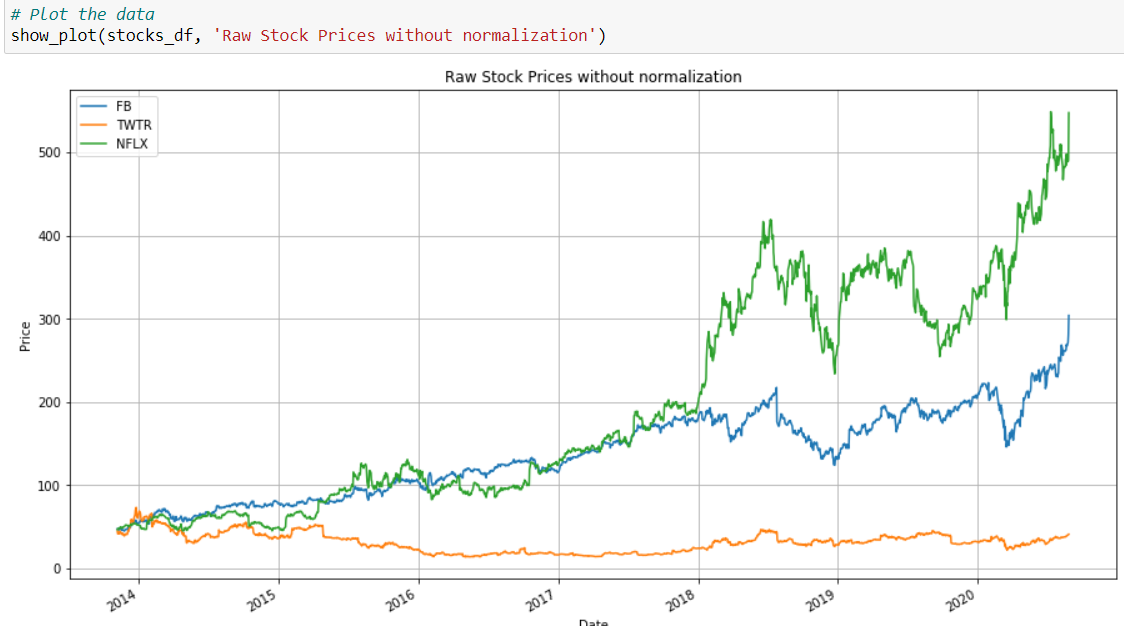 # Plot the data
show_plot(stocks_df, 'Raw Stock Prices without normalization')
Raw Stock Prices without normalization
FB
TWTR
NFLX
500
400
300
200
100
0
Price
2014
2015
2016
2017
2018
2019
2020
Date